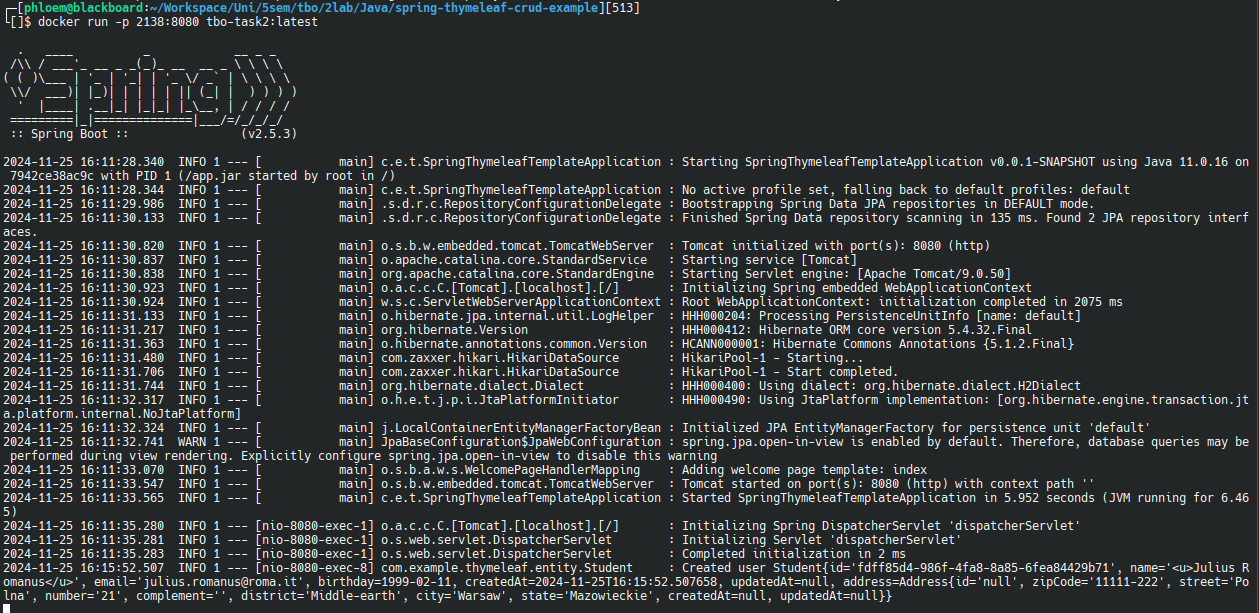 ┌─[phloem@blackboard:~/Workspace/Uni/5sem/tbo/2lab/Java/spring-thymeleaf-crud-example][513]
└[]$ docker run -p 2138:8080 tbo-task2:latest

  .   ____          _            __ _ _
 /\\ / ___'_ __ _ _(_)_ __  __ _ \ \ \ \
( ( )\___ | '_ | '_| | '_ \/ _` | \ \ \ \
 \\/  ___)| |_)| | | | | || (_| |  ) ) ) )
  '  |____| .__|_| |_|_| |_\__, | / / / /
 =========|_|==============|___/=/_/_/_/
 :: Spring Boot ::                (v2.5.3)

2024-11-25 16:11:28.340  INFO 1 --- [           main] c.e.t.SpringThymeleafTemplateApplication : Starting SpringThymeleafTemplateApplication v0.0.1-SNAPSHOT using Java 11.0.16 on
 7942ce38ac9c with PID 1 (/app.jar started by root in /)
2024-11-25 16:11:28.344  INFO 1 --- [           main] c.e.t.SpringThymeleafTemplateApplication : No active profile set, falling back to default profiles: default
2024-11-25 16:11:29.986  INFO 1 --- [           main] .s.d.r.c.RepositoryConfigurationDelegate : Bootstrapping Spring Data JPA repositories in DEFAULT mode.
2024-11-25 16:11:30.133  INFO 1 --- [           main] .s.d.r.c.RepositoryConfigurationDelegate : Finished Spring Data repository scanning in 135 ms. Found 2 JPA repository interf
aces.
2024-11-25 16:11:30.820  INFO 1 --- [           main] o.s.b.w.embedded.tomcat.TomcatWebServer  : Tomcat initialized with port(s): 8080 (http)
2024-11-25 16:11:30.837  INFO 1 --- [           main] o.apache.catalina.core.StandardService   : Starting service [Tomcat]
2024-11-25 16:11:30.838  INFO 1 --- [           main] org.apache.catalina.core.StandardEngine  : Starting Servlet engine: [Apache Tomcat/9.0.50]
2024-11-25 16:11:30.923  INFO 1 --- [           main] o.a.c.c.C.[Tomcat].[localhost].[/]       : Initializing Spring embedded WebApplicationContext
2024-11-25 16:11:30.924  INFO 1 --- [           main] w.s.c.ServletWebServerApplicationContext : Root WebApplicationContext: initialization completed in 2075 ms
2024-11-25 16:11:31.133  INFO 1 --- [           main] o.hibernate.jpa.internal.util.LogHelper  : HHH000204: Processing PersistenceUnitInfo [name: default]
2024-11-25 16:11:31.217  INFO 1 --- [           main] org.hibernate.Version                    : HHH000412: Hibernate ORM core version 5.4.32.Final
2024-11-25 16:11:31.363  INFO 1 --- [           main] o.hibernate.annotations.common.Version   : HCANN000001: Hibernate Commons Annotations {5.1.2.Final}
2024-11-25 16:11:31.480  INFO 1 --- [           main] com.zaxxer.hikari.HikariDataSource       : HikariPool-1 - Starting...
2024-11-25 16:11:31.706  INFO 1 --- [           main] com.zaxxer.hikari.HikariDataSource       : HikariPool-1 - Start completed.
2024-11-25 16:11:31.744  INFO 1 --- [           main] org.hibernate.dialect.Dialect            : HHH000400: Using dialect: org.hibernate.dialect.H2Dialect
2024-11-25 16:11:32.317  INFO 1 --- [           main] o.h.e.t.j.p.i.JtaPlatformInitiator       : HHH000490: Using JtaPlatform implementation: [org.hibernate.engine.transaction.jt
a.platform.internal.NoJtaPlatform]
2024-11-25 16:11:32.324  INFO 1 --- [           main] j.LocalContainerEntityManagerFactoryBean : Initialized JPA EntityManagerFactory for persistence unit 'default'
2024-11-25 16:11:32.741  WARN 1 --- [           main] JpaBaseConfiguration$JpaWebConfiguration : spring.jpa.open-in-view is enabled by default. Therefore, database queries may be
 performed during view rendering. Explicitly configure spring.jpa.open-in-view to disable this warning
2024-11-25 16:11:33.070  INFO 1 --- [           main] o.s.b.a.w.s.WelcomePageHandlerMapping    : Adding welcome page template: index
2024-11-25 16:11:33.547  INFO 1 --- [           main] o.s.b.w.embedded.tomcat.TomcatWebServer  : Tomcat started on port(s): 8080 (http) with context path ''
2024-11-25 16:11:33.565  INFO 1 --- [           main] c.e.t.SpringThymeleafTemplateApplication : Started SpringThymeleafTemplateApplication in 5.952 seconds (JVM running for 6.46
5)
2024-11-25 16:11:35.280  INFO 1 --- [nio-8080-exec-1] o.a.c.c.C.[Tomcat].[localhost].[/]       : Initializing Spring DispatcherServlet 'dispatcherServlet'
2024-11-25 16:11:35.281  INFO 1 --- [nio-8080-exec-1] o.s.web.servlet.DispatcherServlet        : Initializing Servlet 'dispatcherServlet'
2024-11-25 16:11:35.283  INFO 1 --- [nio-8080-exec-1] o.s.web.servlet.DispatcherServlet        : Completed initialization in 2 ms
2024-11-25 16:15:52.507  INFO 1 --- [nio-8080-exec-8] com.example.thymeleaf.entity.Student     : Created user Student{id='fdff85d4-986f-4fa8-8a85-6fea84429b71', name='<u>Julius R
omanus</u>', email='julius.romanus@roma.it', birthday=1999-02-11, createdAt=2024-11-25T16:15:52.507658, updatedAt=null, address=Address{id='null', zipCode='11111-222', street='Po
lna', number='21', complement='', district='Middle-earth', city='Warsaw', state='Mazowieckie', createdAt=null, updatedAt=null}}